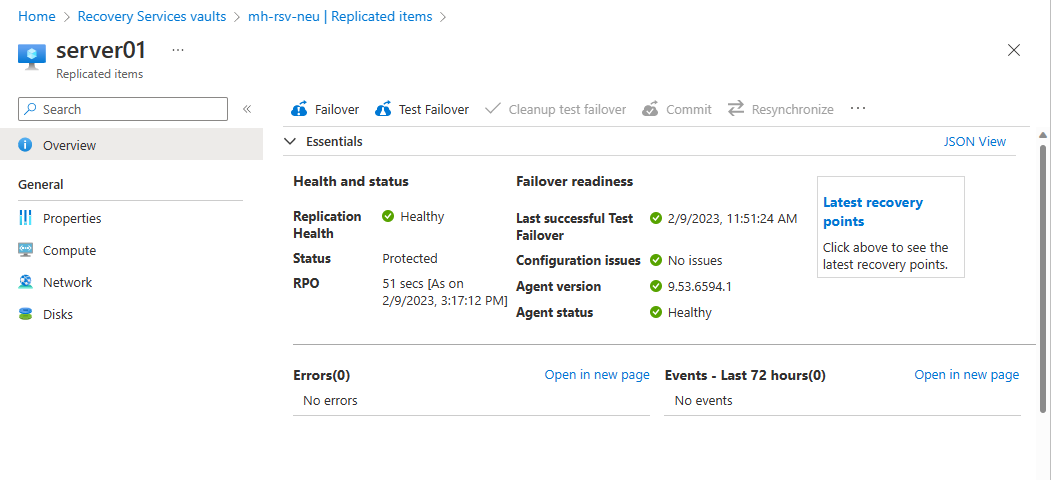 Home > Recovery Services vaults > mh-rsv-neu | Replicated items >
server01 ...
Replicated items
Search
Overview
General
Properties
Compute
Network
Disks
Failover Test Failover Cleanup test failover Commit Resynchronize ...
Essentials JSON View
Health and status
Replication Health Healthy
Status Protected
RPO 51 secs [As on
2/9/2023, 3:17:12 PM]
Failover readiness
Last successful Test Failover 2/9/2023, 11:51:24 AM
Configuration issues No issues
Agent version 9.53.6594.1
Agent status Healthy
Latest recovery
points
Click above to see the
latest recovery points.
Errors(0) Open in new page
No errors
Events - Last 72 hours(0) Open in new page
No events